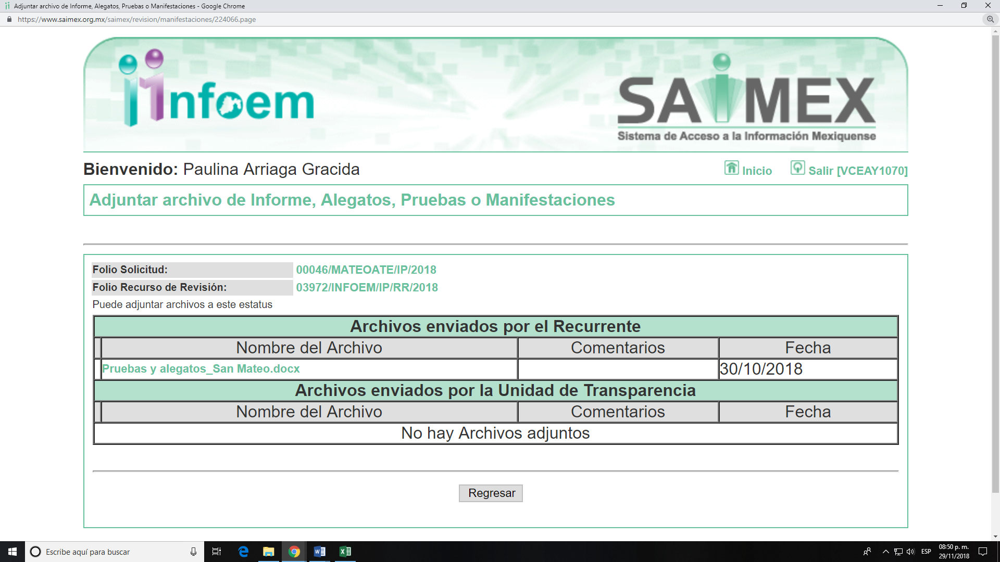 Adjuntar archivo de Informe, Alegatos, Pruebas o Manifestaciones - Google Chrome
https://www.saimex.org.mx/saimex/revision/manifestaciones/224066.page
infoem
SAIMEX
Sistema de Acceso a la Información Mexiquense
Bienvenido: Paulina Arriaga Gracida
Inicio
Salir [VCEAY1070]
Adjuntar archivo de Informe, Alegatos, Pruebas o Manifestaciones
Folio Solicitud: 00046/MATEOATE/IP/2018
Folio Recurso de Revisión: 03972/INFOEM/IP/RR/2018
Puede adjuntar archivos a este estatus
Archivos enviados por el Recurrente
Nombre del Archivo Comentarios Fecha
Pruebas y alegatos_San Mateo.docx 30/10/2018
Archivos enviados por la Unidad de Transparencia
Nombre del Archivo Comentarios Fecha
No hay Archivos adjuntos
Regresar
Escribe aquí para buscar
ESP
08:50 p. m.
29/11/2018